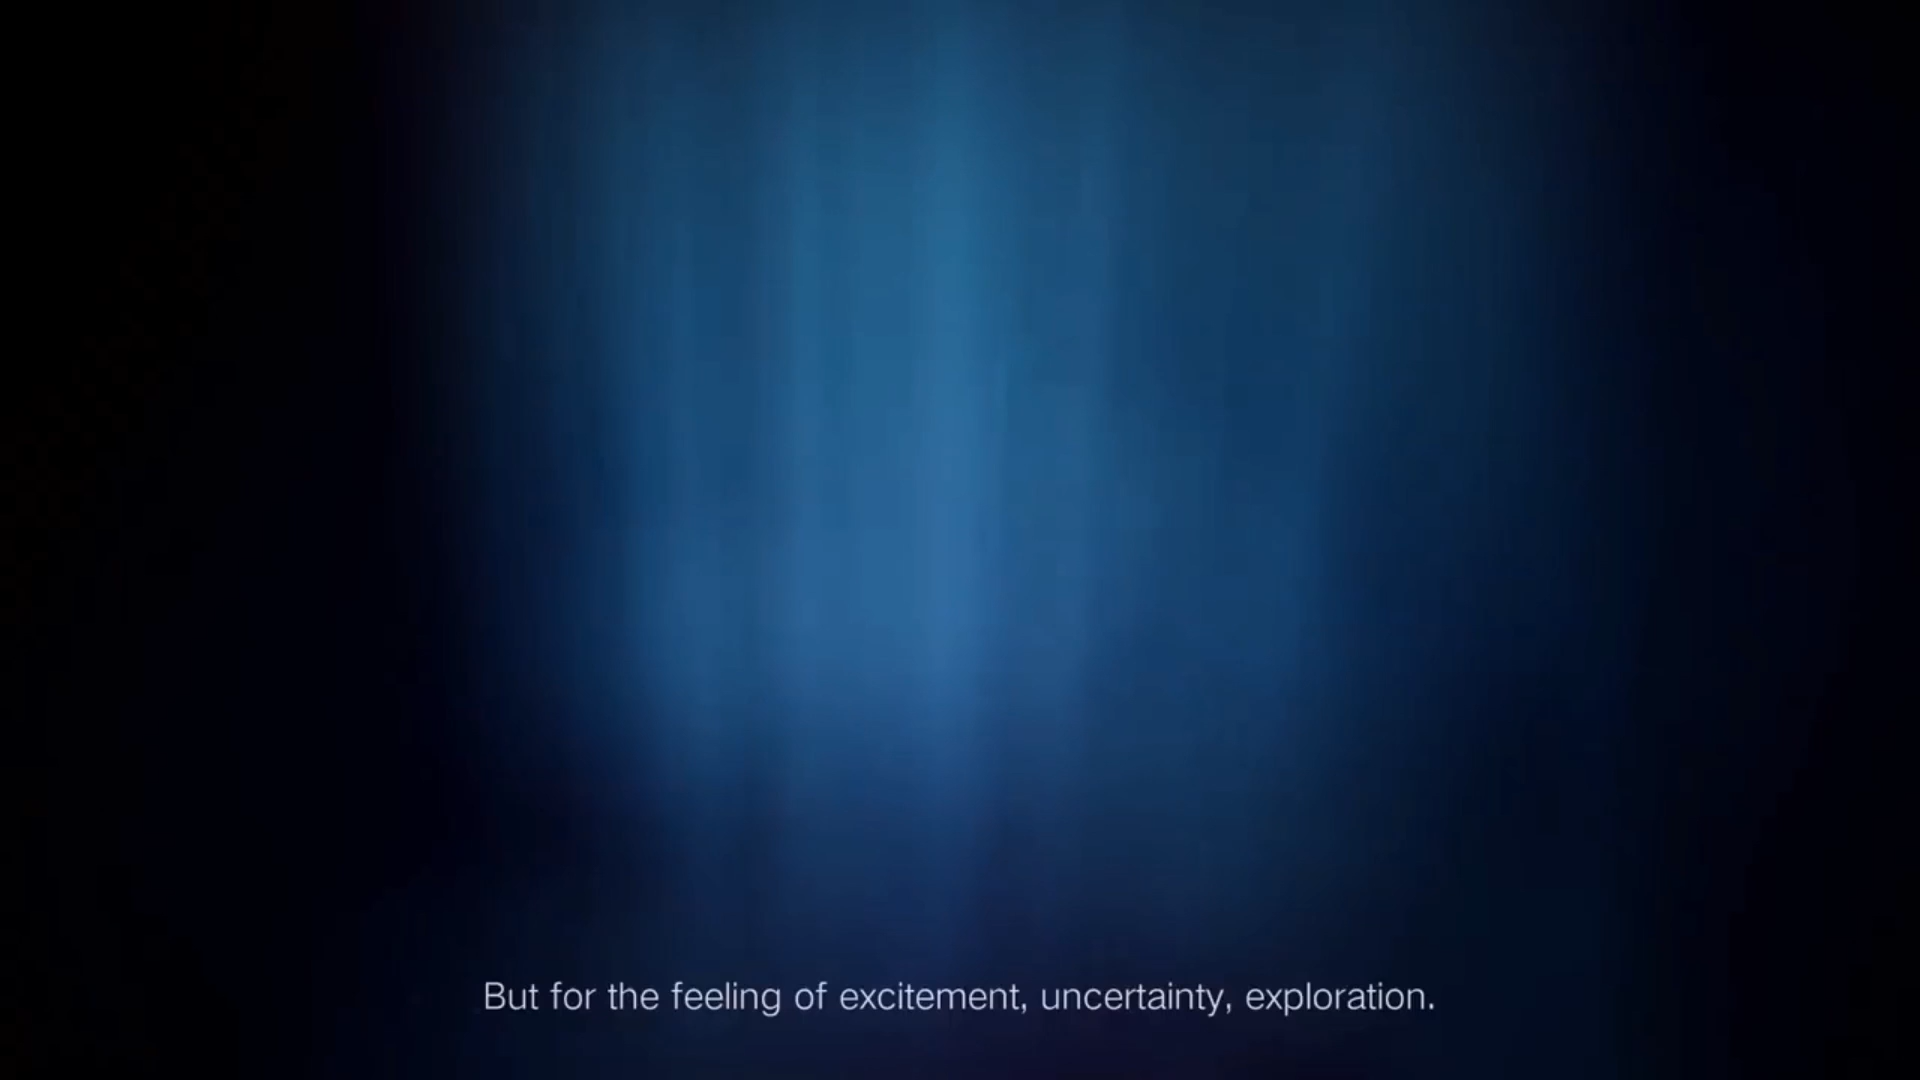 But for the feeling of excitement, uncertainty, exploration.